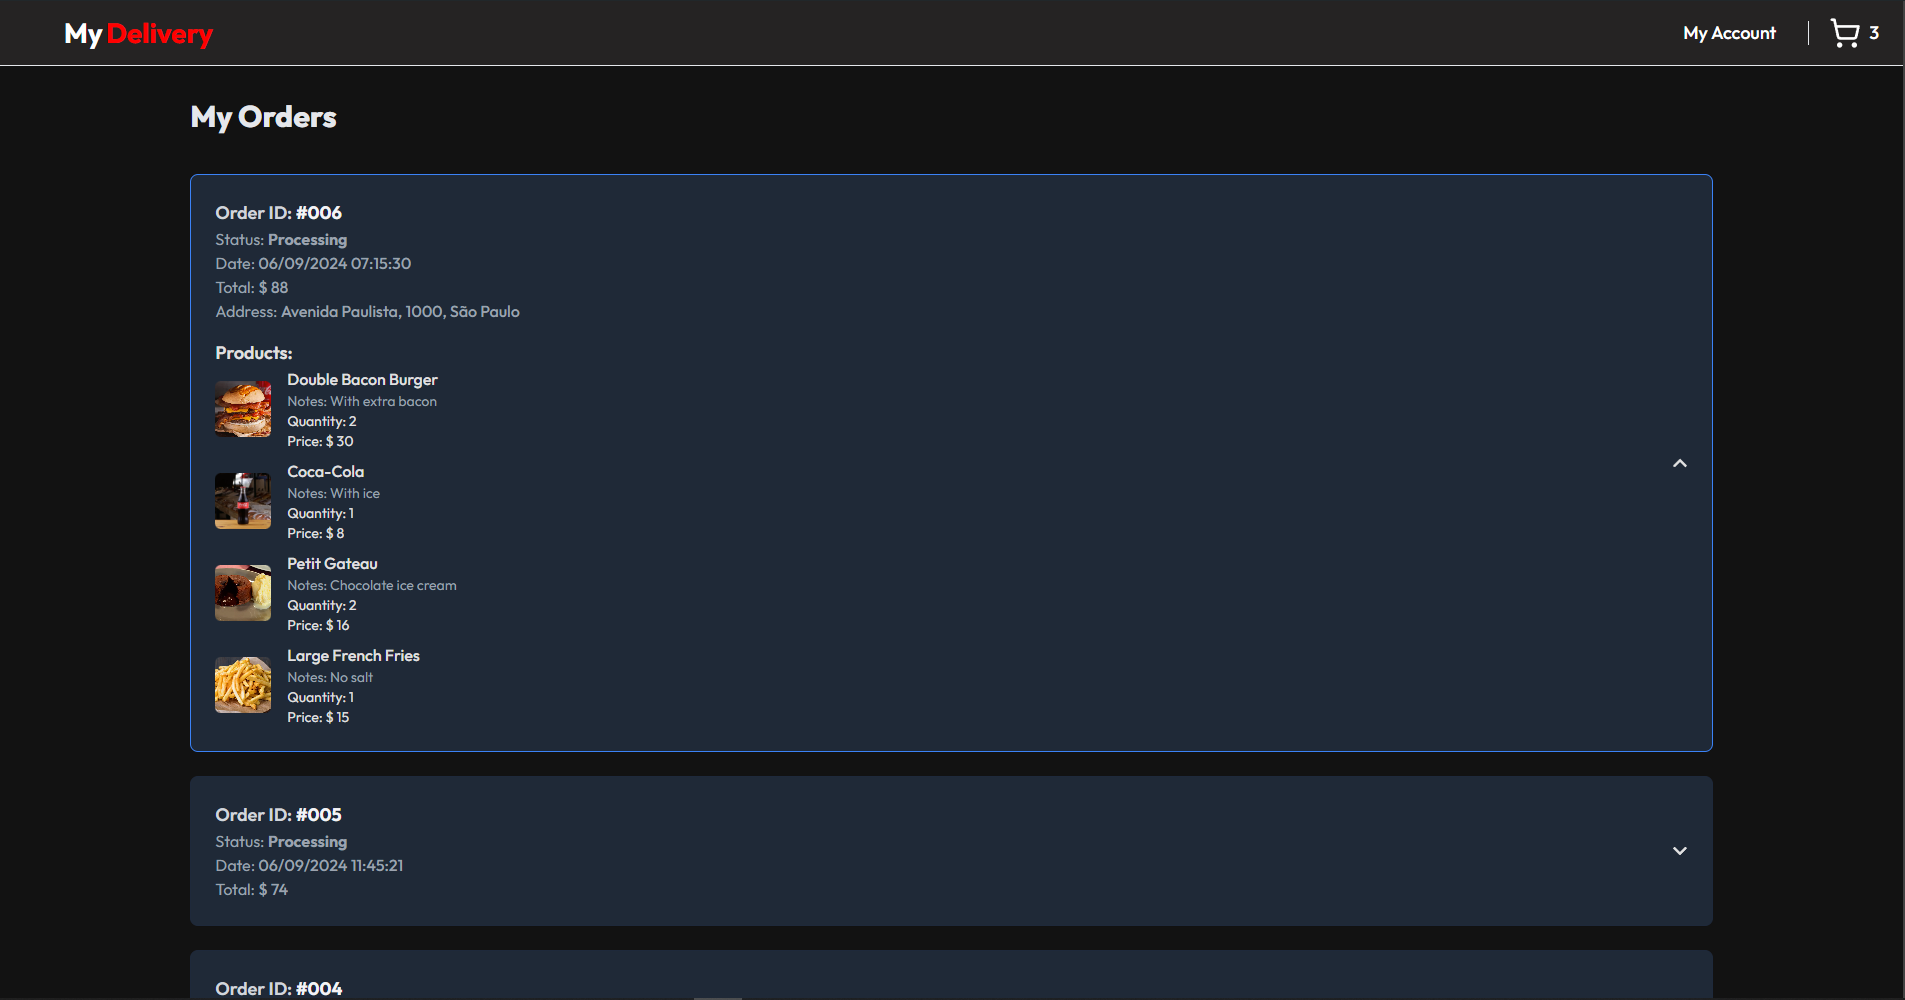 My Delivery
My Account
3
My Orders
Order ID: #006
Status: Processing
Date: 06/09/2024 07:15:30
Total: $ 88
Address: Avenida Paulista, 1000, São Paulo
Products:
Double Bacon Burger
Notes: With extra bacon
Quantity: 2
Price: $ 30
Coca-Cola
Notes: With ice
Quantity: 1
Price: $ 8
Petit Gateau
Notes: Chocolate ice cream
Quantity: 2
Price: $ 16
Large French Fries
Notes: No salt
Quantity: 1
Price: $ 15
Order ID: #005
Status: Processing
Date: 06/09/2024 11:45:21
Total: $ 74
Order ID: #004